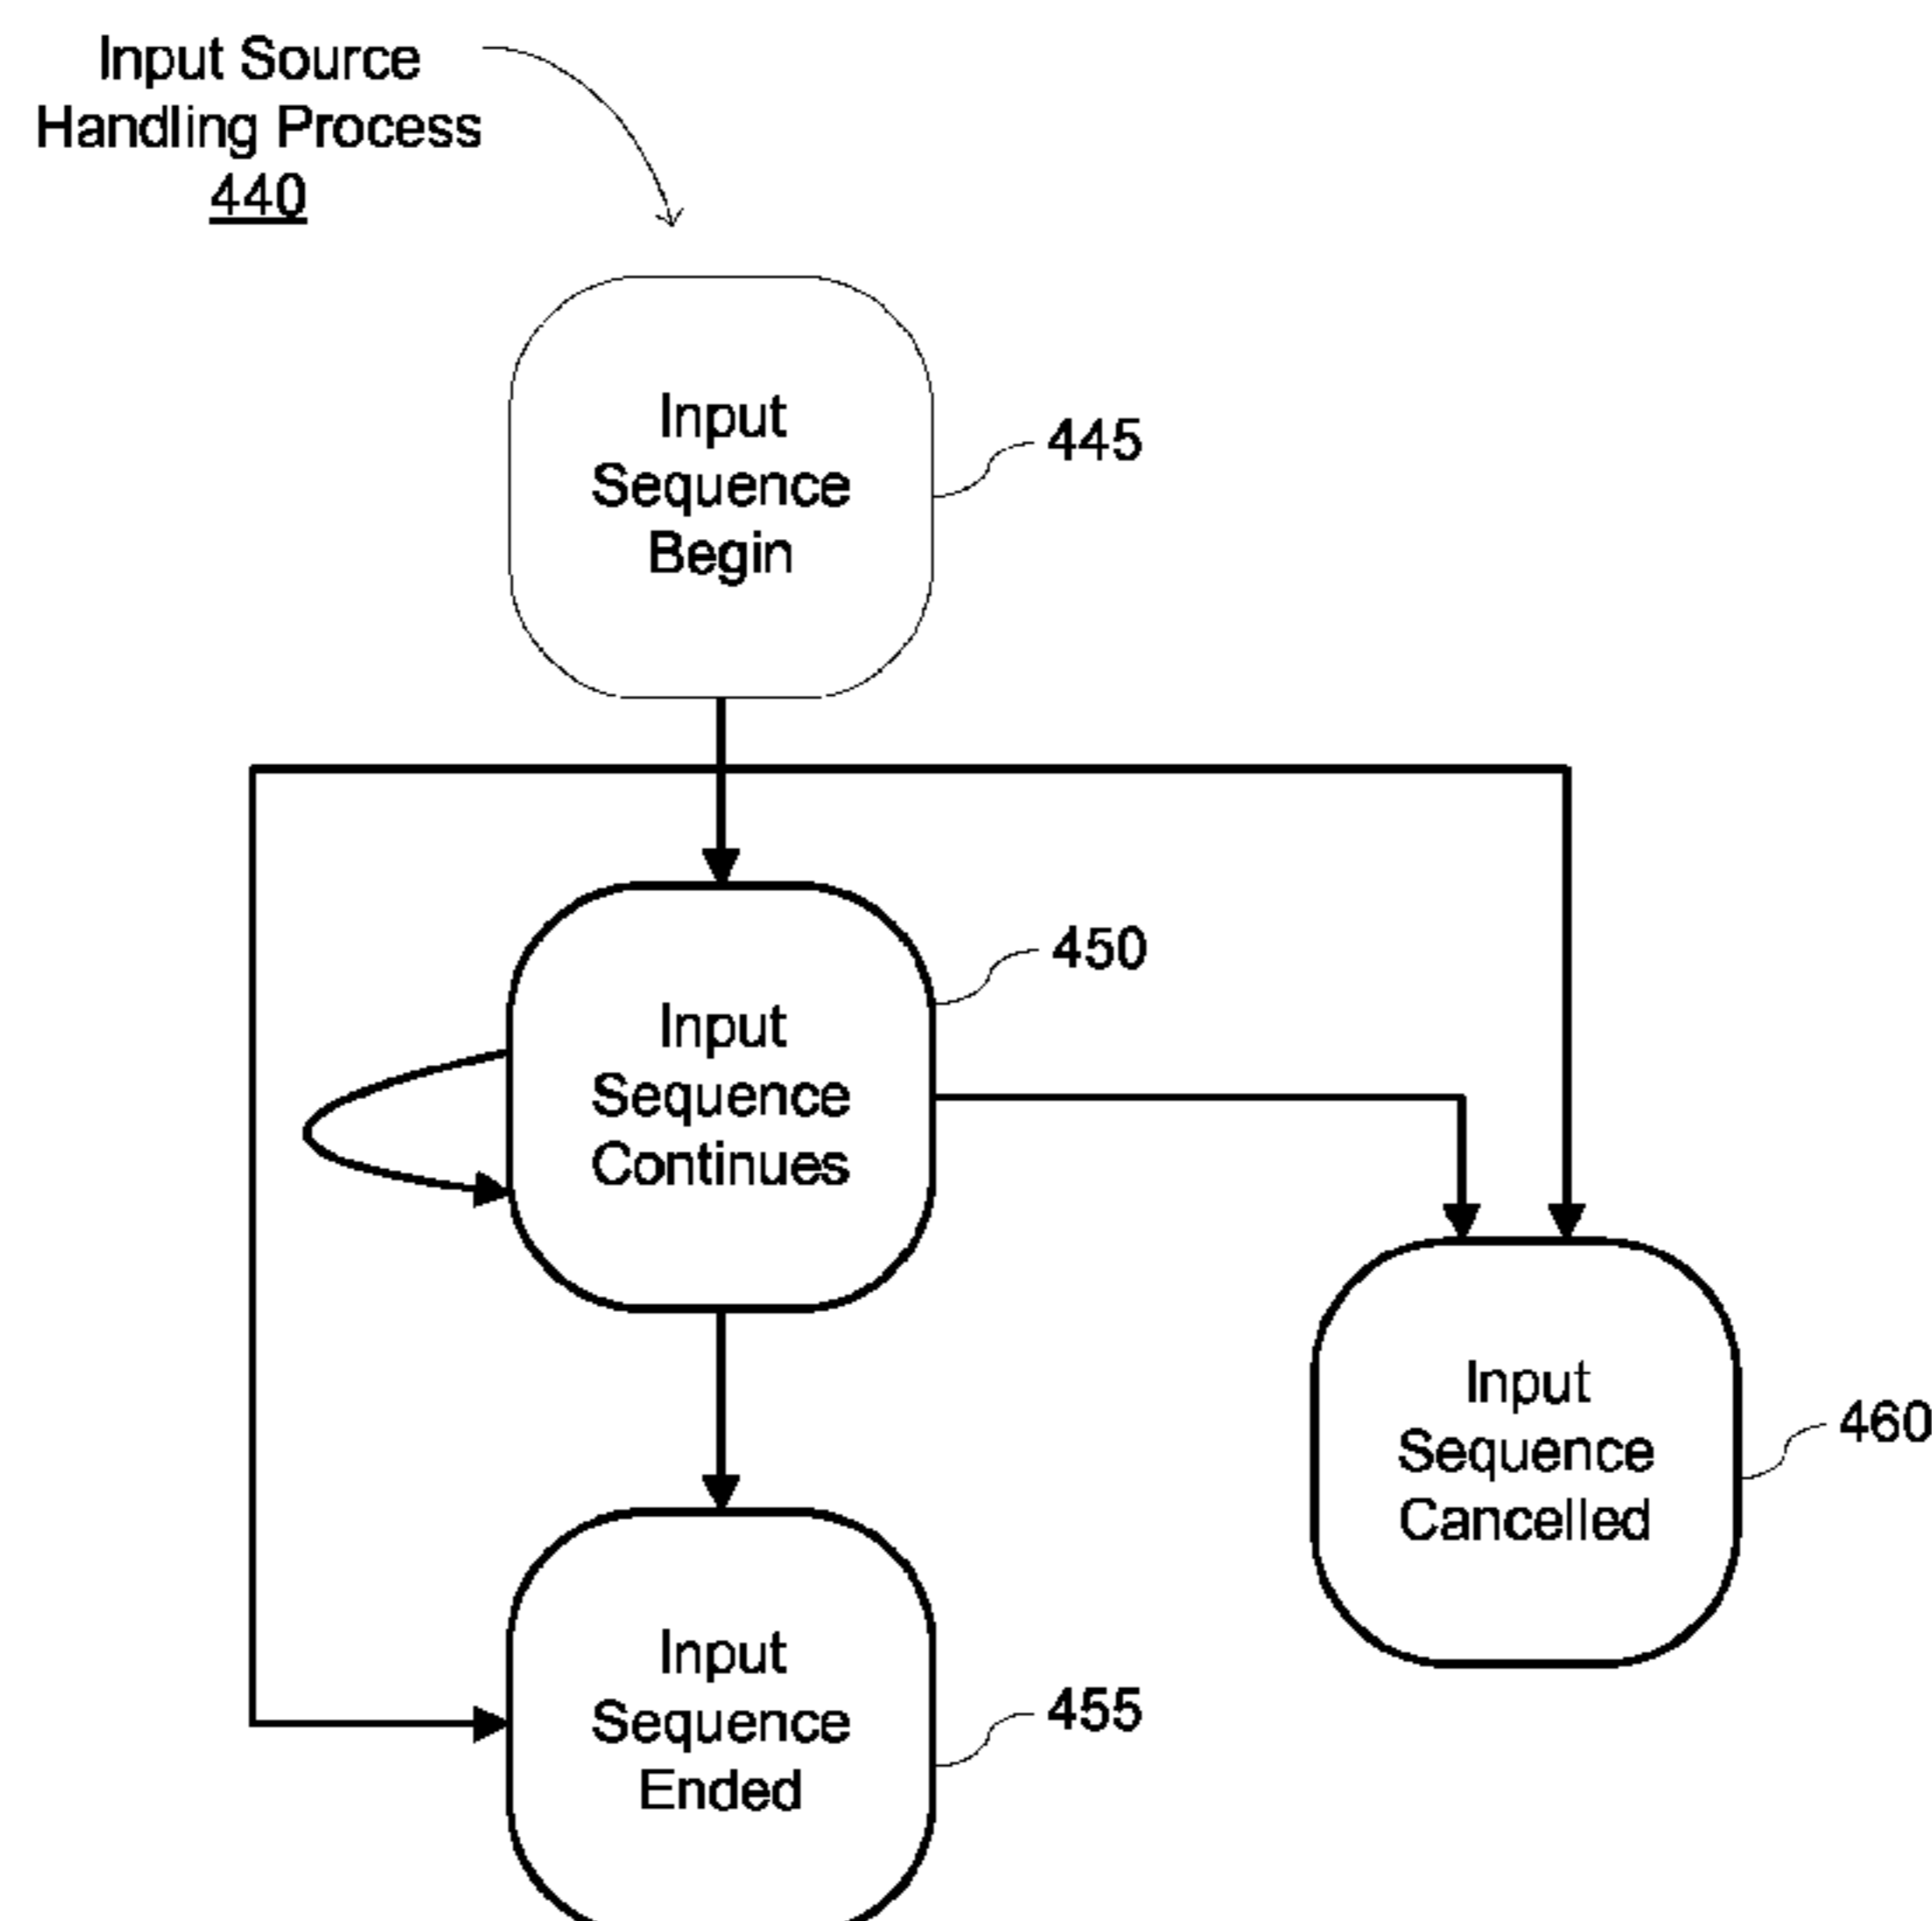 Input Source
Handling Process
440
Input
Sequence
Begin
445
Input
Sequence
Continues
450
Input
Sequence
Cancelled
460
Input
Sequence
Ended
455